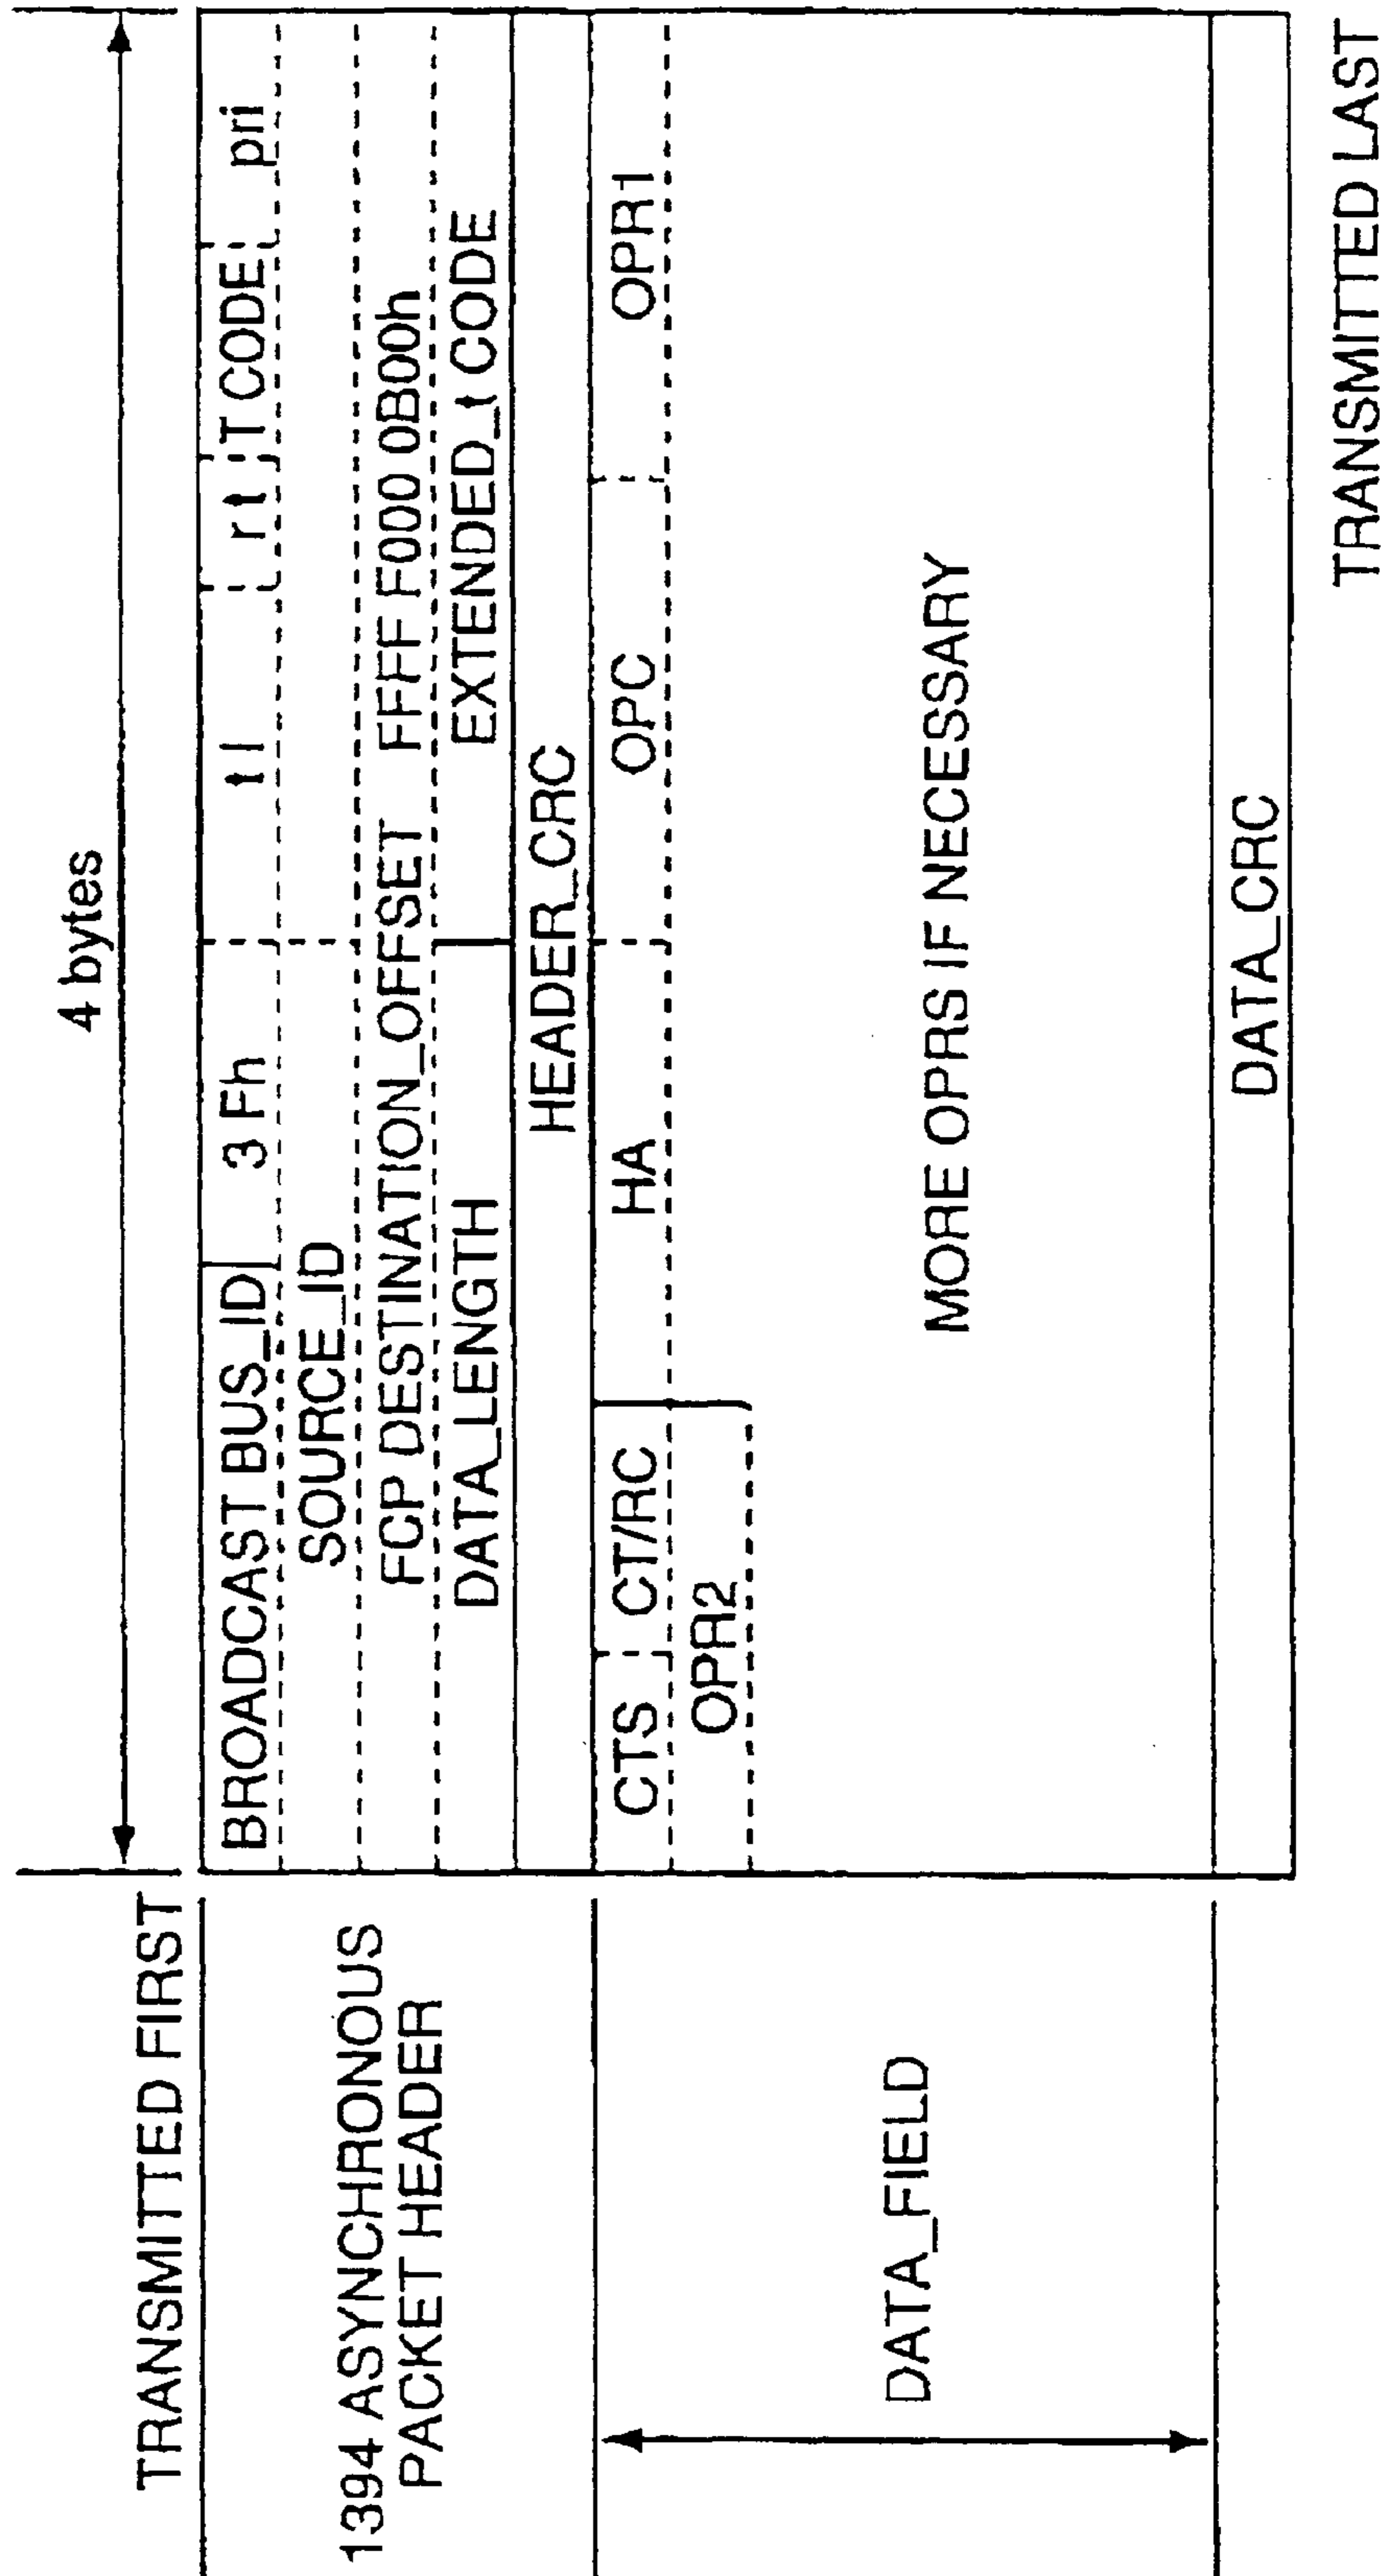 4 bytes
TRANSMITTED FIRST
1394 ASYNCHRONOUS
PACKET HEADER
BROADCAST BUS_ID 3 Fh t l r t T CODE pri
SOURCE_ID
FCP DESTINATION_OFFSET FFFF F000 0B00h
DATA_LENGTH EXTENDED_t CODE
HEADER_CRC
DATA_FIELD
CTS CT/RC HA OPC OPR1
OPR2
MORE OPRS IF NECESSARY
DATA_CRC
TRANSMITTED LAST